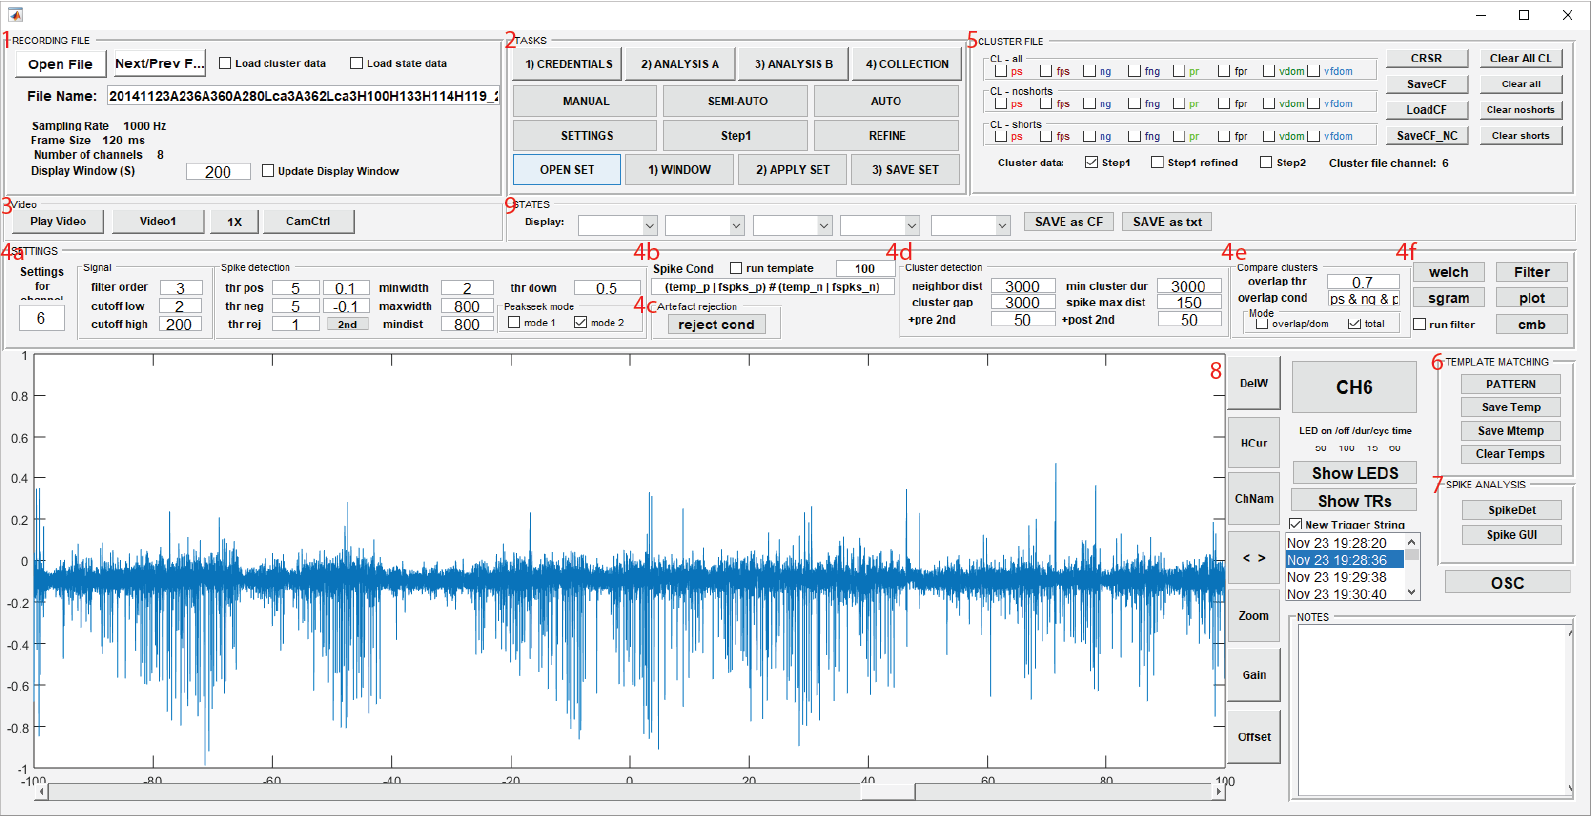 1 RECORDING FILE
Open File Next/Prev F... Load cluster data Load state data
File Name: 20141123A236A360A280Lca3A362Lca3H100H133H114H119_2
Sampling Rate 1000 Hz
Frame Size 120 ms
Number of channels 8
Display Window (S) 200 Update Display Window
2 TASKS
1) CREDENTIALS 2) ANALYSIS A 3) ANALYSIS B 4) COLLECTION
MANUAL SEMI-AUTO AUTO
SETTINGS Step1 REFINE
OPEN SET 1) WINDOW 2) APPLY SET 3) SAVE SET
5 CLUSTER FILE
CL - all
ps fps ng fng pr fpr vdom vfdom
CL - noshorts
ps fps ng fng pr fpr vdom vfdom
CL - shorts
ps fps ng fng pr fpr vdom vfdom
Cluster data: Step1 Step1 refined Step2 Cluster file channel: 6
CRSR Clear All CL
SaveCF Clear all
LoadCF Clear noshorts
SaveCF_NC Clear shorts
3 Video
Play Video Video1 1X CamCtrl
9 STATES
Display: SAVE as CF SAVE as txt
4a SETTINGS
Settings
for
channel
6
Signal
filter order 3
cutoff low 2
cutoff high 200
Spike detection
thr pos 5 0.1 minwidth 2 thr down 0.5
thr neg 5 -0.1 maxwidth 800
thr rej 1 2nd mindist 800
Peakseek mode
mode 1 mode 2
4b
Spike Cond run template 100
(temp_p | fspks_p) # (temp_n | fspks_n)
4c Artefact rejection
reject cond
4d
Cluster detection
neighbor dist 3000 min cluster dur 3000
cluster gap 3000 spike max dist 150
+pre 2nd 50 +post 2nd 50
4e
Compare clusters
overlap thr 0.7
overlap cond ps & ng & p
Mode
overlap/dom total
4f
welch Filter
sgram plot
run filter cmb
1
0.8
0.6
0.4
0.2
0
-0.2
-0.4
-0.6
-0.8
-1
-100 -80 -60 -40 -20 0 20 40 60 80 100
8
DelW
HCur
ChNam
< >
Zoom
Gain
Offset
CH6
LED on /off /dur/cyc time
50 100 15 60
Show LEDS
Show TRs
New Trigger String
Nov 23 19:28:20
Nov 23 19:28:36
Nov 23 19:29:38
Nov 23 19:30:40
6 TEMPLATE MATCHING
PATTERN
Save Temp
Save Mtemp
Clear Temps
7 SPIKE ANALYSIS
SpikeDet
Spike GUI
OSC
NOTES